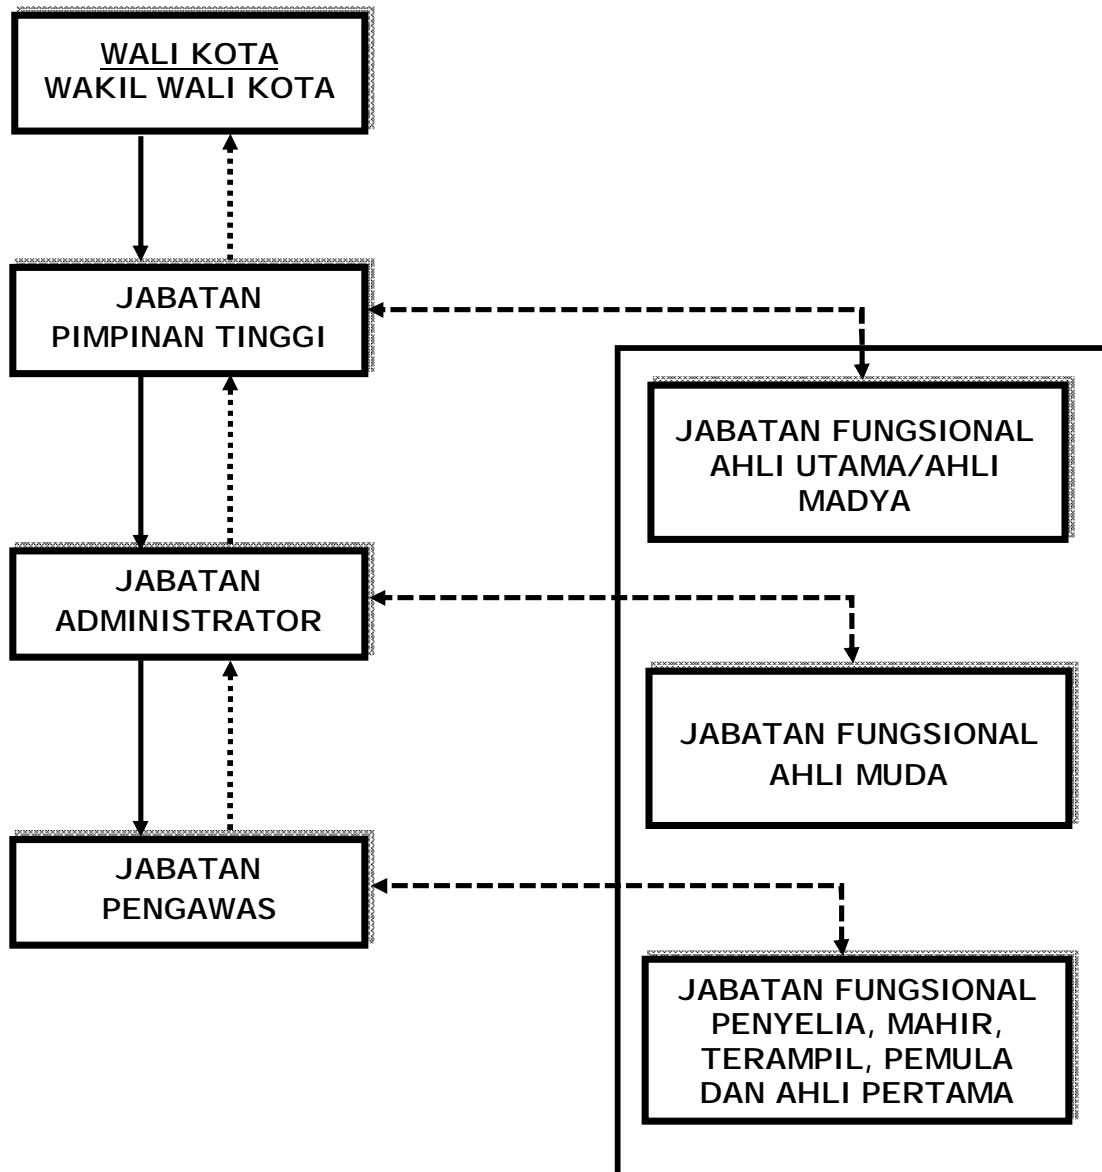 WALI KOTA
WAKIL WALI KOTA
JABATAN
PIMPINAN TINGGI
JABATAN FUNGSIONAL
AHLI UTAMA/AHLI
MADYA
JABATAN
ADMINISTRATOR
JABATAN FUNGSIONAL
AHLI MUDA
JABATAN
PENGAWAS
JABATAN FUNGSIONAL
PENYELIA, MAHIR,
TERAMPIL, PEMULA
DAN AHLI PERTAMA